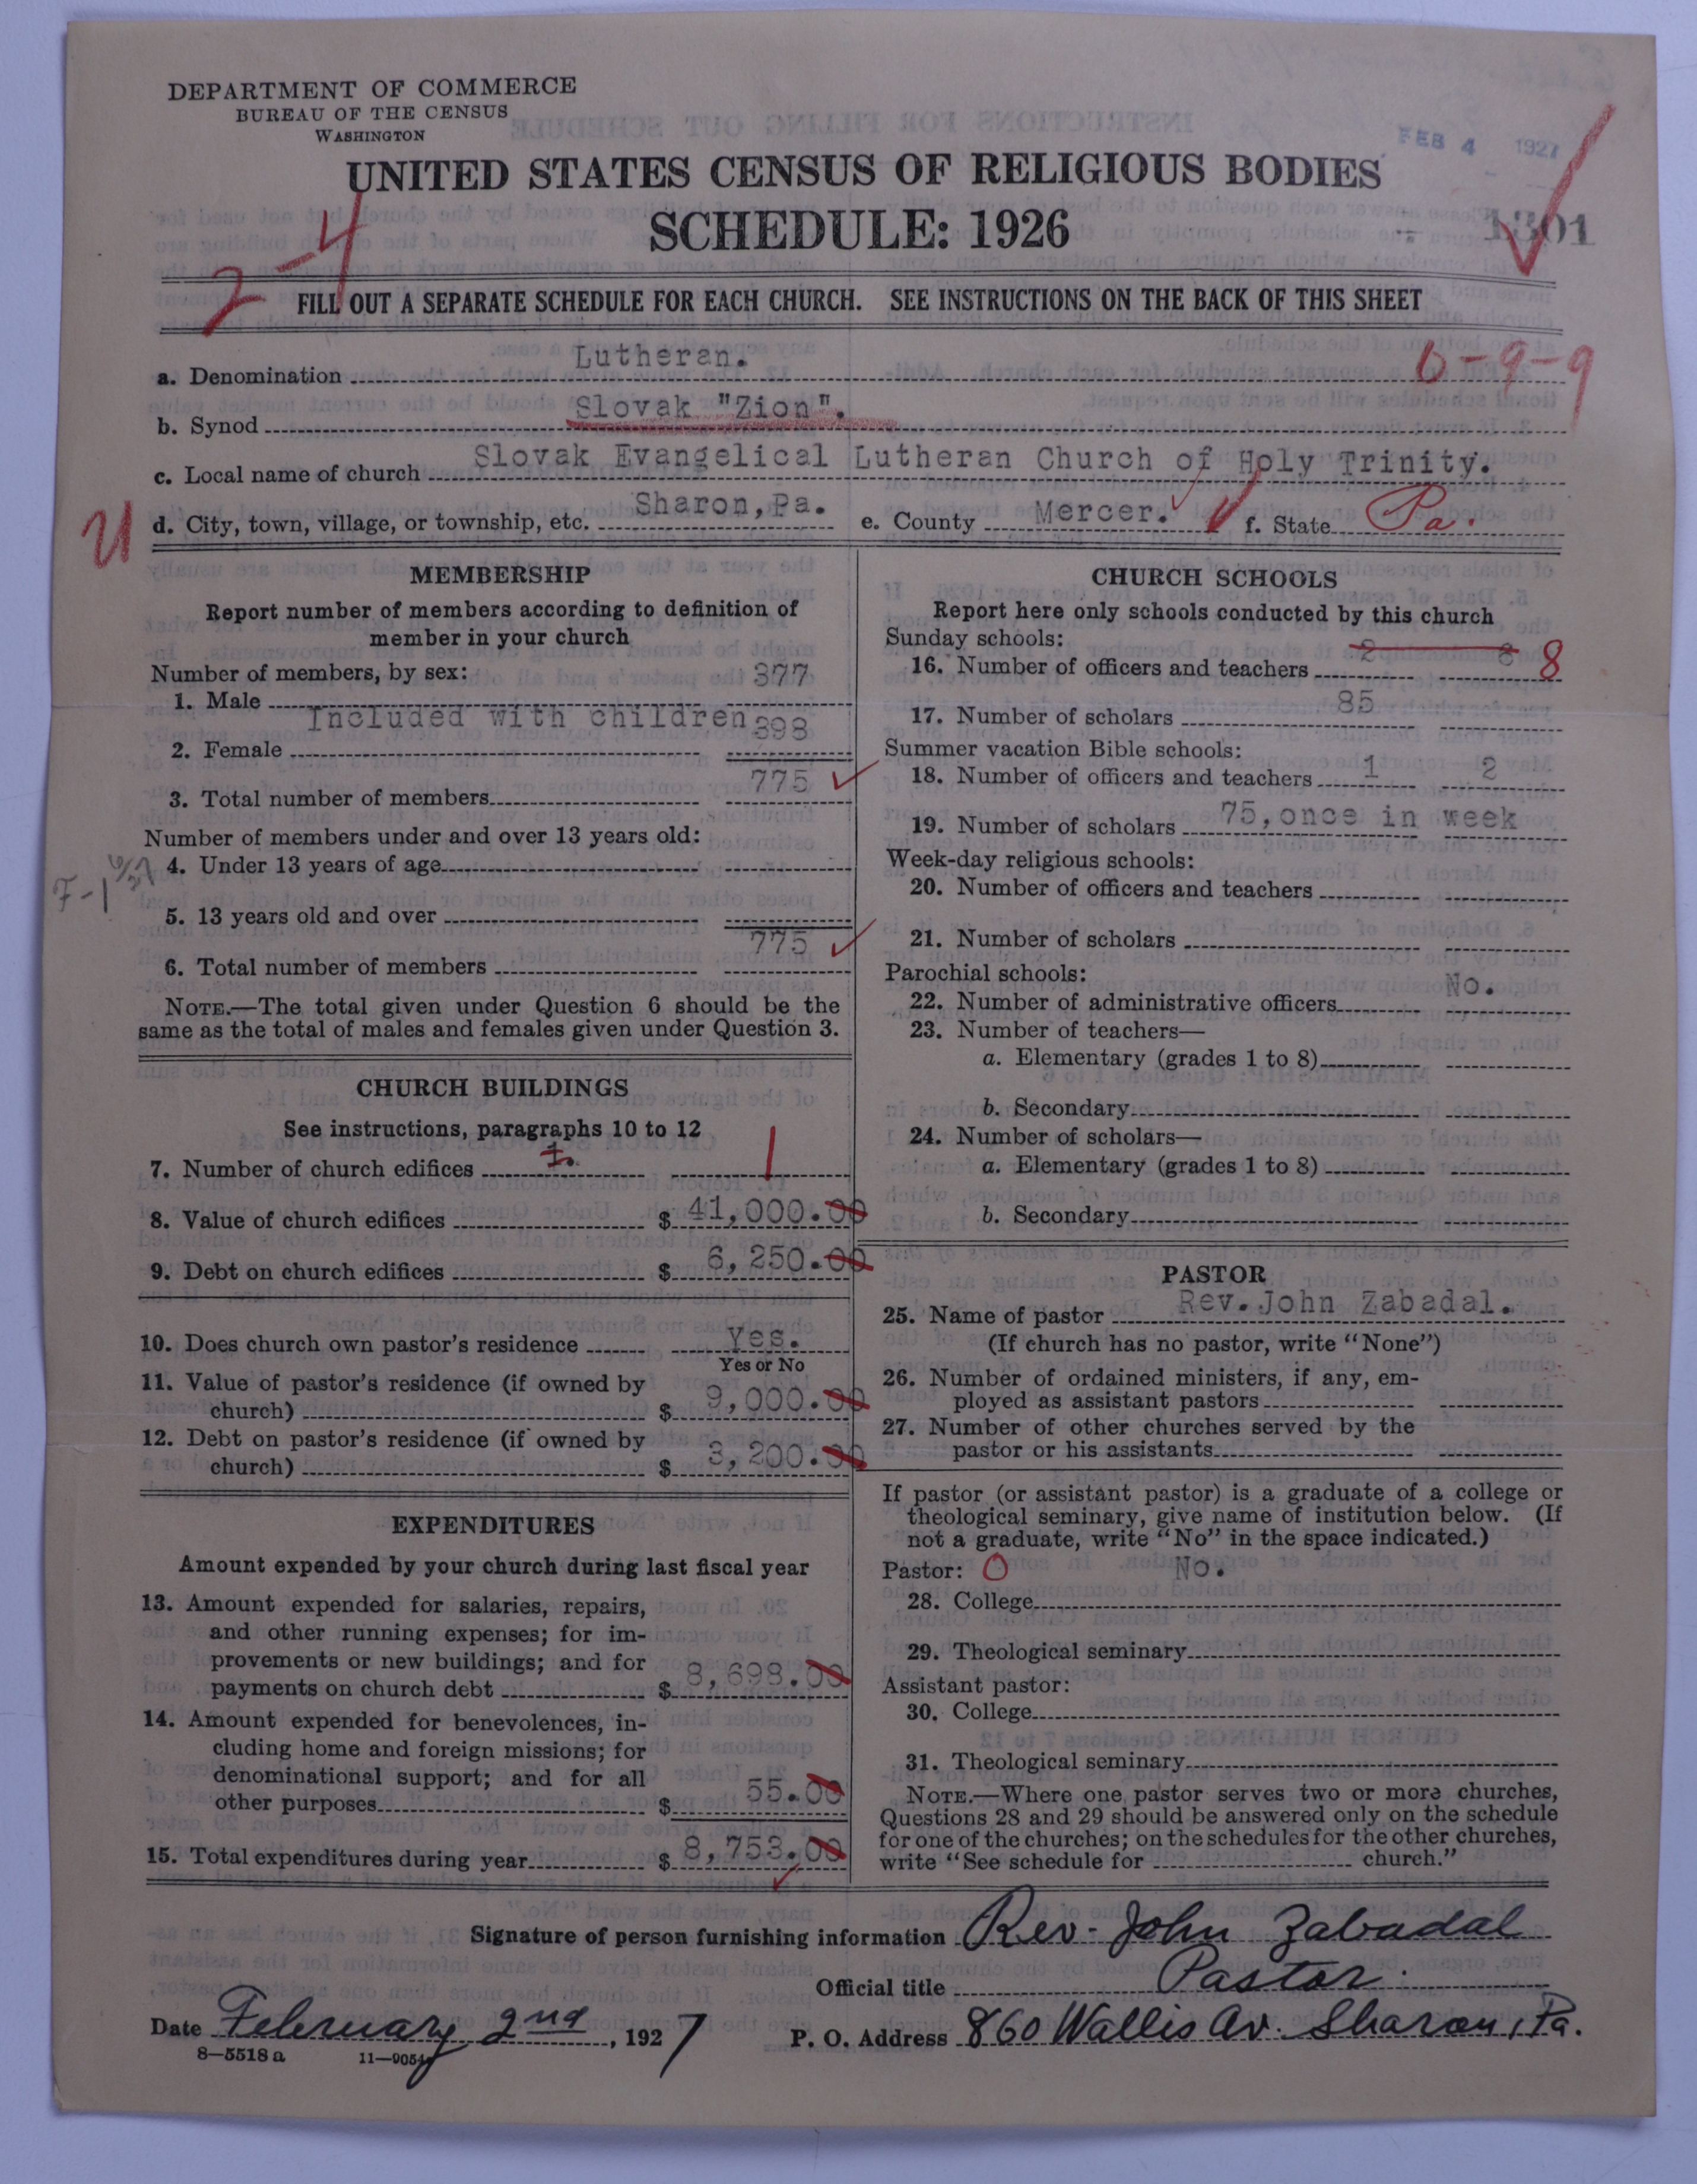 DEPARTMENT OF COMMERCE
BUREAU OF THE CENSUS
WASHINGTON
FEB 4 1927
UNITED STATES CENSUS OF RELIGIOUS BODIES
SCHEDULE: 1926
1301
2-4
FILL OUT A SEPARATE SCHEDULE FOR EACH CHURCH. SEE INSTRUCTIONS ON THE BACK OF THIS SHEET
a. Denomination Lutheran.
6-9-9
b. Synod Slovak "Zion".
c. Local name of church Slovak Evangelical Lutheran Church of Holy Trinity.
U d. City, town, village, or township, etc. Sharon, Pa. e. County Mercer. f. State Pa.
MEMBERSHIP
Report number of members according to definition of
member in your church
Number of members, by sex:
1. Male 377
Included with children
2. Female 398
3. Total number of members 775
Number of members under and over 13 years old:
4. Under 13 years of age
F-1
5. 13 years old and over
6. Total number of members 775
NOTE.—The total given under Question 6 should be the
same as the total of males and females given under Question 3.
CHURCH BUILDINGS
See instructions, paragraphs 10 to 12
7. Number of church edifices 1. 1
8. Value of church edifices $ 41,000.00
9. Debt on church edifices $ 6,250.00
10. Does church own pastor's residence Yes.
Yes or No
11. Value of pastor's residence (if owned by
church) $ 9,000.00
12. Debt on pastor's residence (if owned by
church) $ 3,200.00
EXPENDITURES
Amount expended by your church during last fiscal year
13. Amount expended for salaries, repairs,
and other running expenses; for im-
provements or new buildings; and for
payments on church debt $ 8,698.00
14. Amount expended for benevolences, in-
cluding home and foreign missions; for
denominational support; and for all
other purposes $ 55.00
15. Total expenditures during year $ 8,753.00
CHURCH SCHOOLS
Report here only schools conducted by this church
Sunday schools:
16. Number of officers and teachers 2 8 8
17. Number of scholars 85
Summer vacation Bible schools:
18. Number of officers and teachers 1 2
19. Number of scholars 75, once in week
Week-day religious schools:
20. Number of officers and teachers
21. Number of scholars
Parochial schools:
22. Number of administrative officers No.
23. Number of teachers—
a. Elementary (grades 1 to 8)
b. Secondary
24. Number of scholars—
a. Elementary (grades 1 to 8)
b. Secondary
PASTOR
25. Name of pastor Rev. John Zabadal.
(If church has no pastor, write "None")
26. Number of ordained ministers, if any, em-
ployed as assistant pastors
27. Number of other churches served by the
pastor or his assistants
If pastor (or assistant pastor) is a graduate of a college or
theological seminary, give name of institution below. (If
not a graduate, write "No" in the space indicated.)
Pastor: O No.
28. College
29. Theological seminary
Assistant pastor:
30. College
31. Theological seminary
NOTE.—Where one pastor serves two or more churches,
Questions 28 and 29 should be answered only on the schedule
for one of the churches; on the schedules for the other churches,
write "See schedule for church."
Signature of person furnishing information Rev. John Zabadal
Official title Pastor.
Date February 2nd, 1927 P. O. Address 860 Wallis Av. Sharon, Pa.
8—5518 a 11—9054